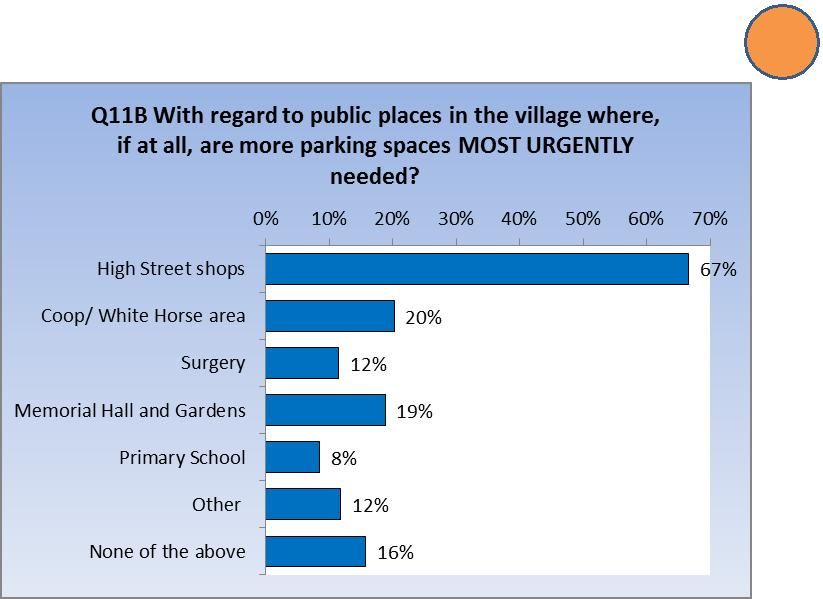 Q11B With regard to public places in the village where,
if at all, are more parking spaces MOST URGENTLY
needed?
0% 10% 20% 30% 40% 50% 60% 70%
High Street shops 67%
Coop/ White Horse area 20%
Surgery 12%
Memorial Hall and Gardens 19%
Primary School 8%
Other 12%
None of the above 16%